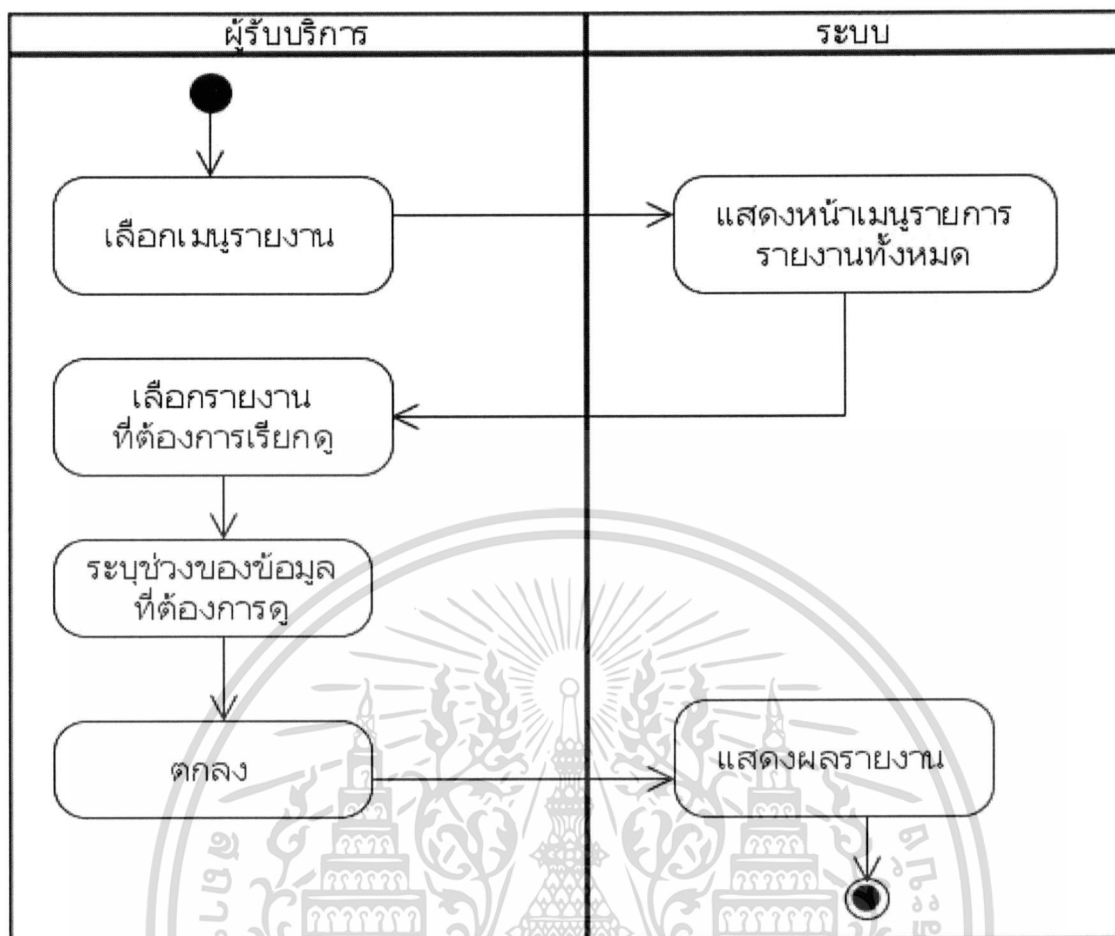 ผู้รับบริการ
ระบบ
เลือกเมนูรายงาน
แสดงหน้าเมนูรายการ
รายงานทั้งหมด
เลือกรายงาน
ที่ต้องการเรียกดู
ระบุช่วงของข้อมูล
ที่ต้องการดู
ตกลง
แสดงผลรายงาน